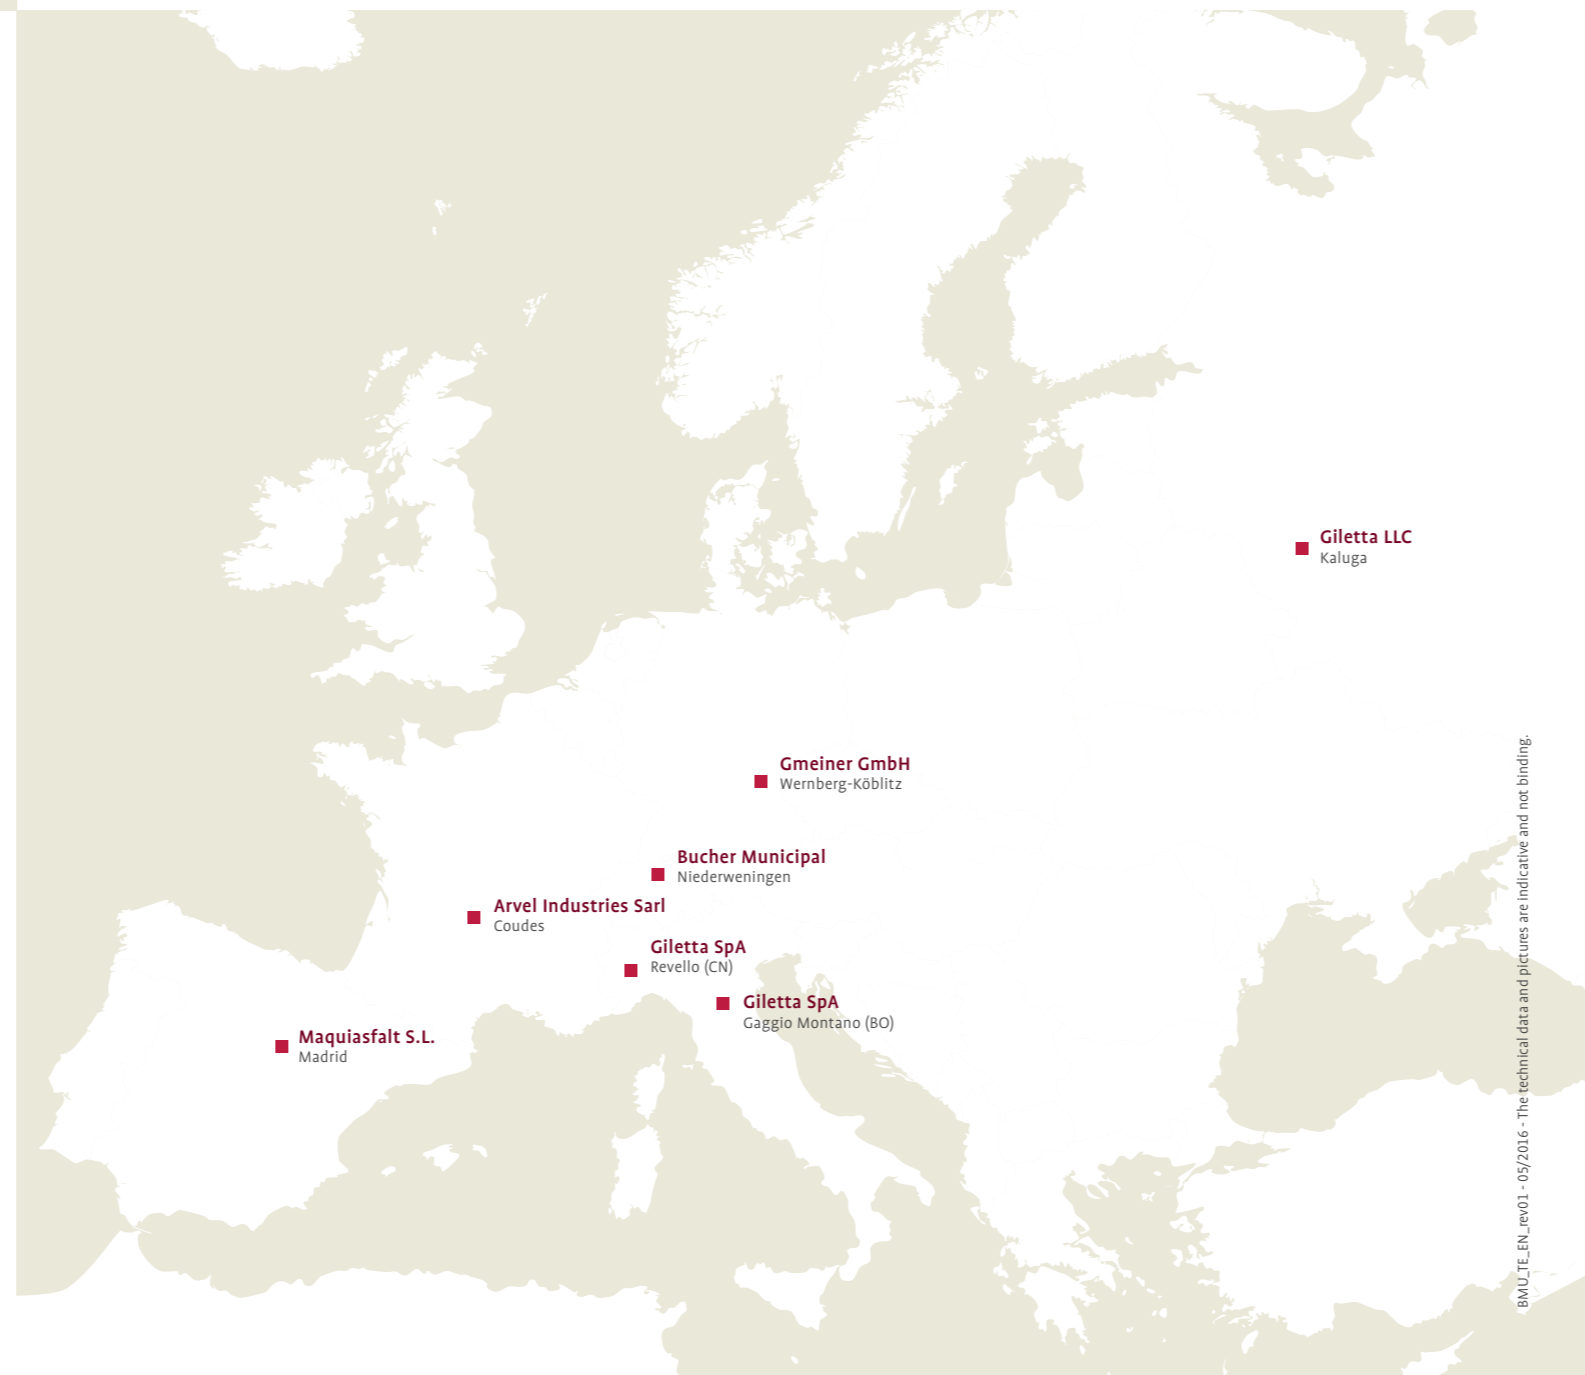 Giletta LLC
Kaluga
Gmeiner GmbH
Wernberg-Köblitz
Bucher Municipal
Niederweningen
Arvel Industries Sarl
Coudes
Giletta SpA
Revello (CN)
Giletta SpA
Gaggio Montano (BO)
Maquiasfalt S.L.
Madrid
BMU_TE_EN_rev01 - 05/2016 - The technical data and pictures are indicative and not binding.